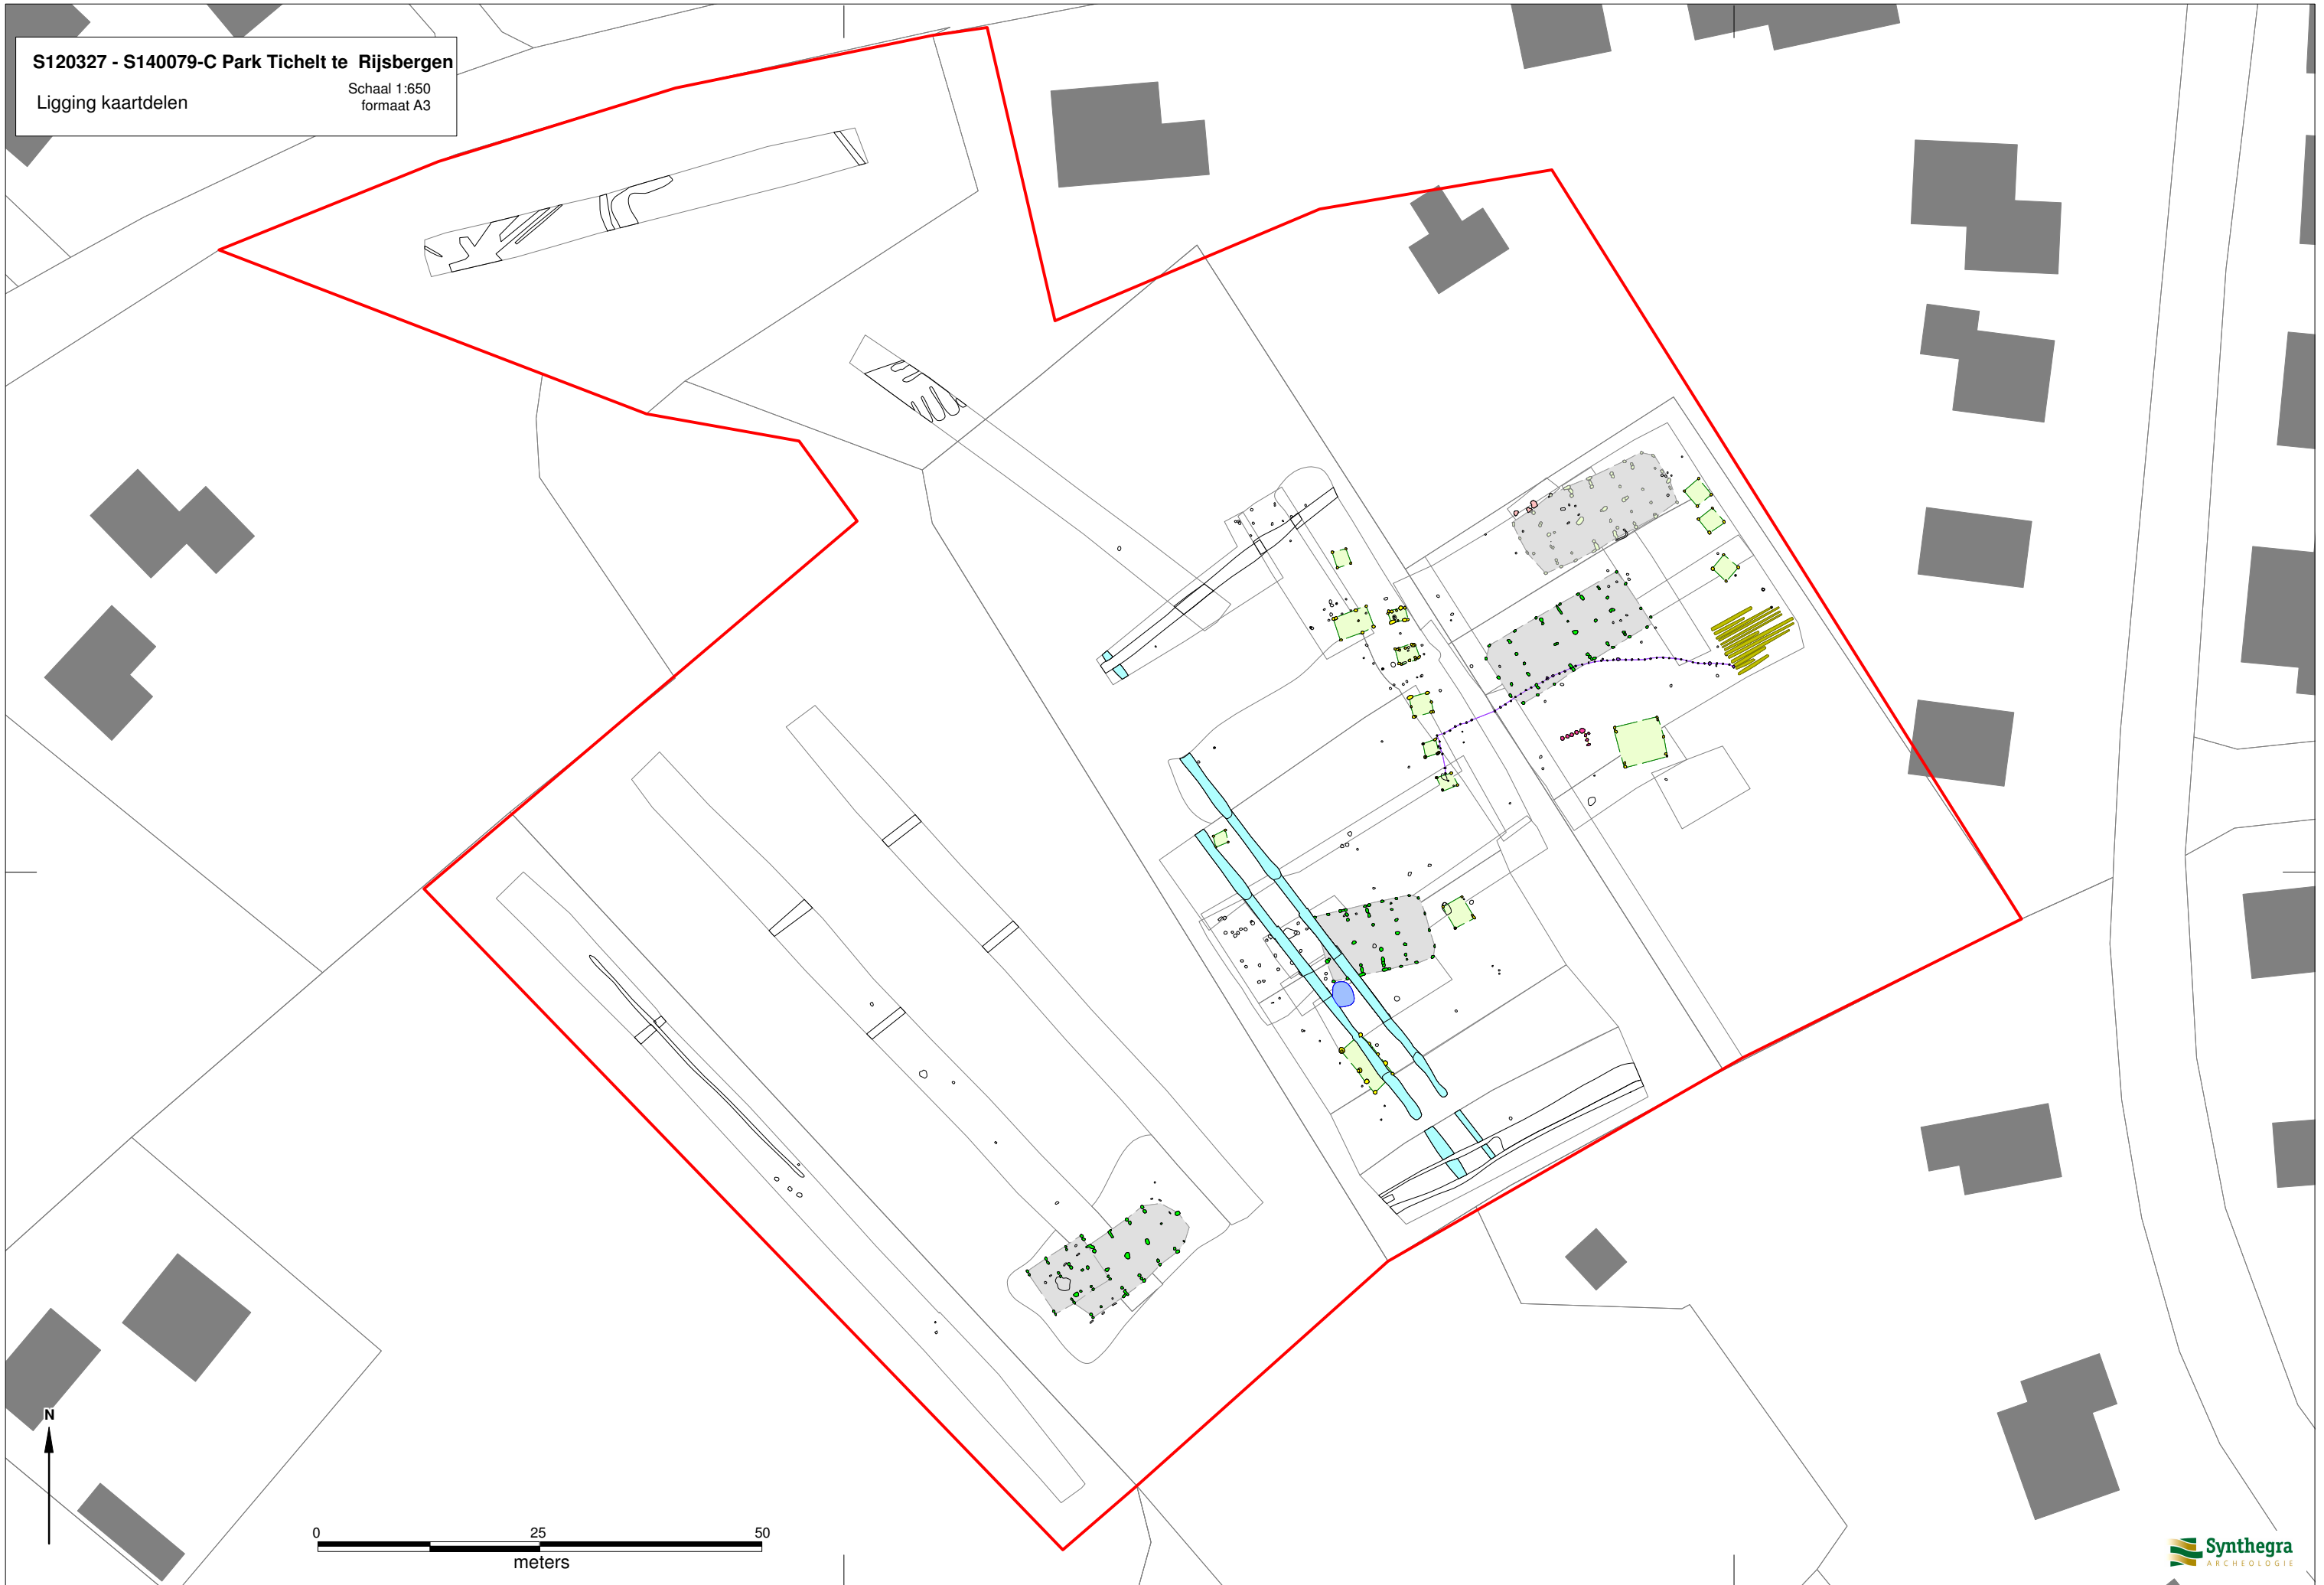 S120327 - S140079-C Park Tichelt te Rijsbergen
Schaal 1:650
Ligging kaartdelen
formaat A3
N
0 25 50
meters
Synthegra
ARCHEOLOGIE